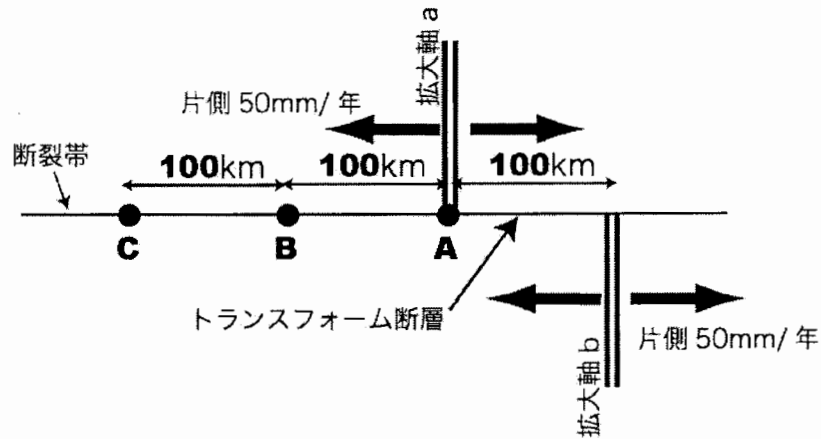 拡大軸 a
片側 50mm/ 年
断裂帯
100km 100km 100km
C B A
トランスフォーム断層
片側 50mm/ 年
拡大軸 b